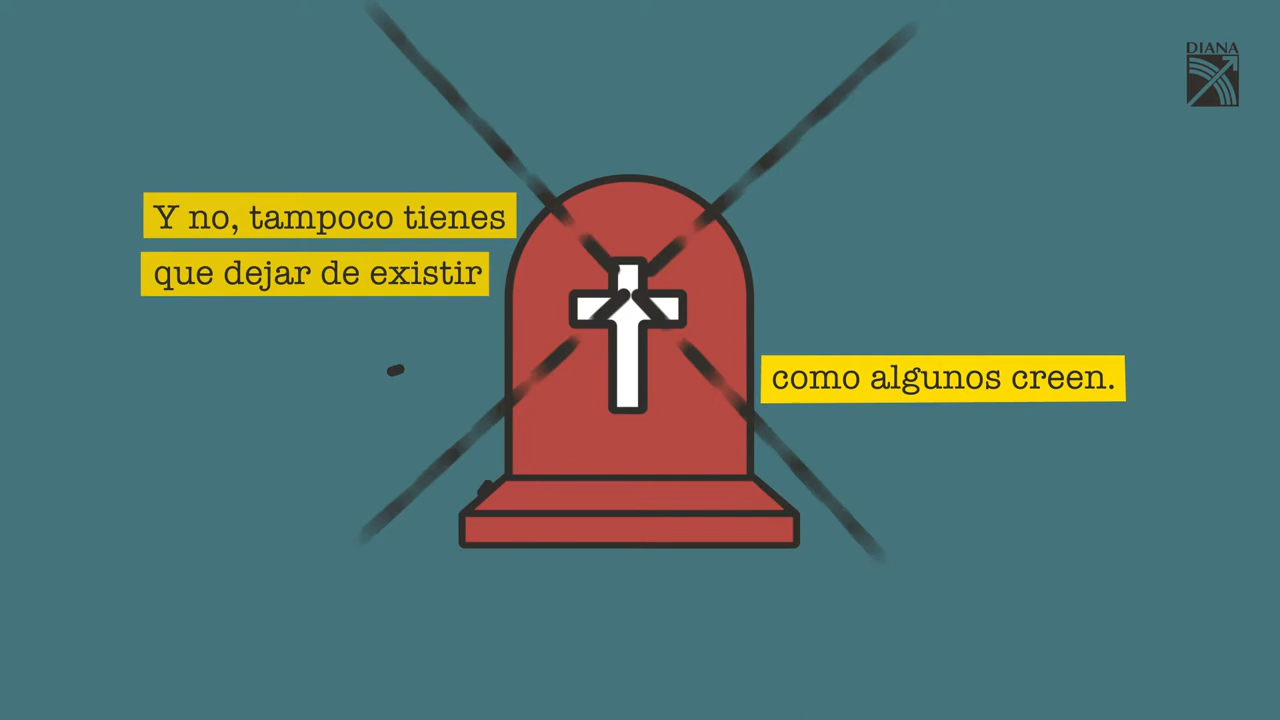 DIANA
Y no, tampoco tienes
que dejar de existir
como algunos creen.